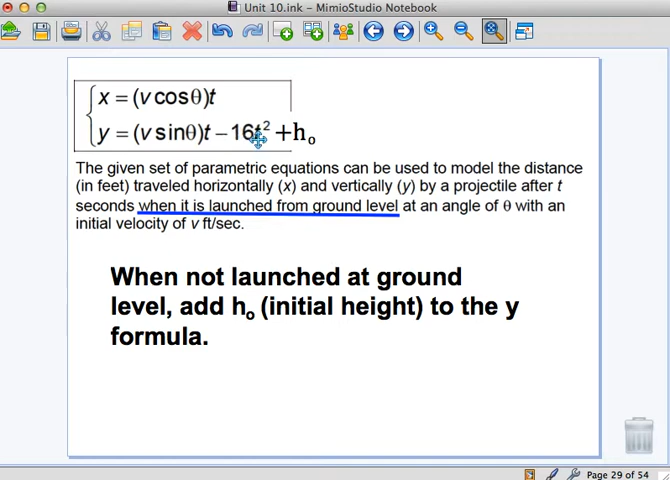 Unit 10.ink - MimioStudio Notebook
x = (v cosθ)t
y = (v sinθ)t − 16t² + hₒ
The given set of parametric equations can be used to model the distance
(in feet) traveled horizontally (x) and vertically (y) by a projectile after t
seconds when it is launched from ground level at an angle of θ with an
initial velocity of v ft/sec.
When not launched at ground
level, add hₒ (initial height) to the y
formula.
Page 29 of 54